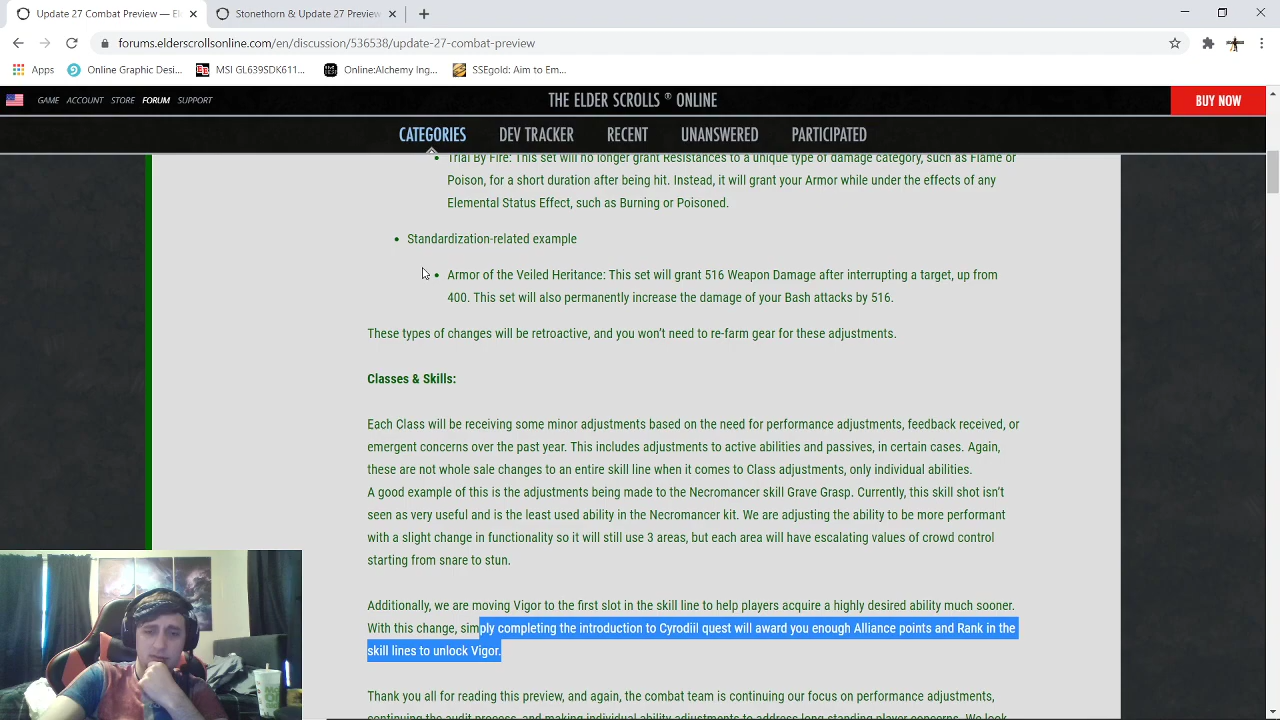 Update 27 Combat Preview — El
Stonethorn & Update 27 Preview
forums.elderscrollsonline.com/en/discussion/536538/update-27-combat-preview
Apps
Online Graphic Desi...
MSI GL639SDK611...
Online:Alchemy Ing...
SSEgold: Aim to Em...
GAME ACCOUNT STORE FORUM SUPPORT
THE ELDER SCROLLS ® ONLINE
BUY NOW
CATEGORIES DEV TRACKER RECENT UNANSWERED PARTICIPATED
Trial By Fire: This set will no longer grant Resistances to a unique type of damage category, such as Flame or
Poison, for a short duration after being hit. Instead, it will grant your Armor while under the effects of any
Elemental Status Effect, such as Burning or Poisoned.
Standardization-related example
Armor of the Veiled Heritance: This set will grant 516 Weapon Damage after interrupting a target, up from
400. This set will also permanently increase the damage of your Bash attacks by 516.
These types of changes will be retroactive, and you won't need to re-farm gear for these adjustments.
Classes & Skills:
Each Class will be receiving some minor adjustments based on the need for performance adjustments, feedback received, or
emergent concerns over the past year. This includes adjustments to active abilities and passives, in certain cases. Again,
these are not whole sale changes to an entire skill line when it comes to Class adjustments, only individual abilities.
A good example of this is the adjustments being made to the Necromancer skill Grave Grasp. Currently, this skill shot isn't
seen as very useful and is the least used ability in the Necromancer kit. We are adjusting the ability to be more performant
with a slight change in functionality so it will still use 3 areas, but each area will have escalating values of crowd control
starting from snare to stun.
Additionally, we are moving Vigor to the first slot in the skill line to help players acquire a highly desired ability much sooner.
With this change, simply completing the introduction to Cyrodiil quest will award you enough Alliance points and Rank in the
skill lines to unlock Vigor.
Thank you all for reading this preview, and again, the combat team is continuing our focus on performance adjustments,
continuing the audit process, and making individual ability adjustments to address long standing player concerns. We look